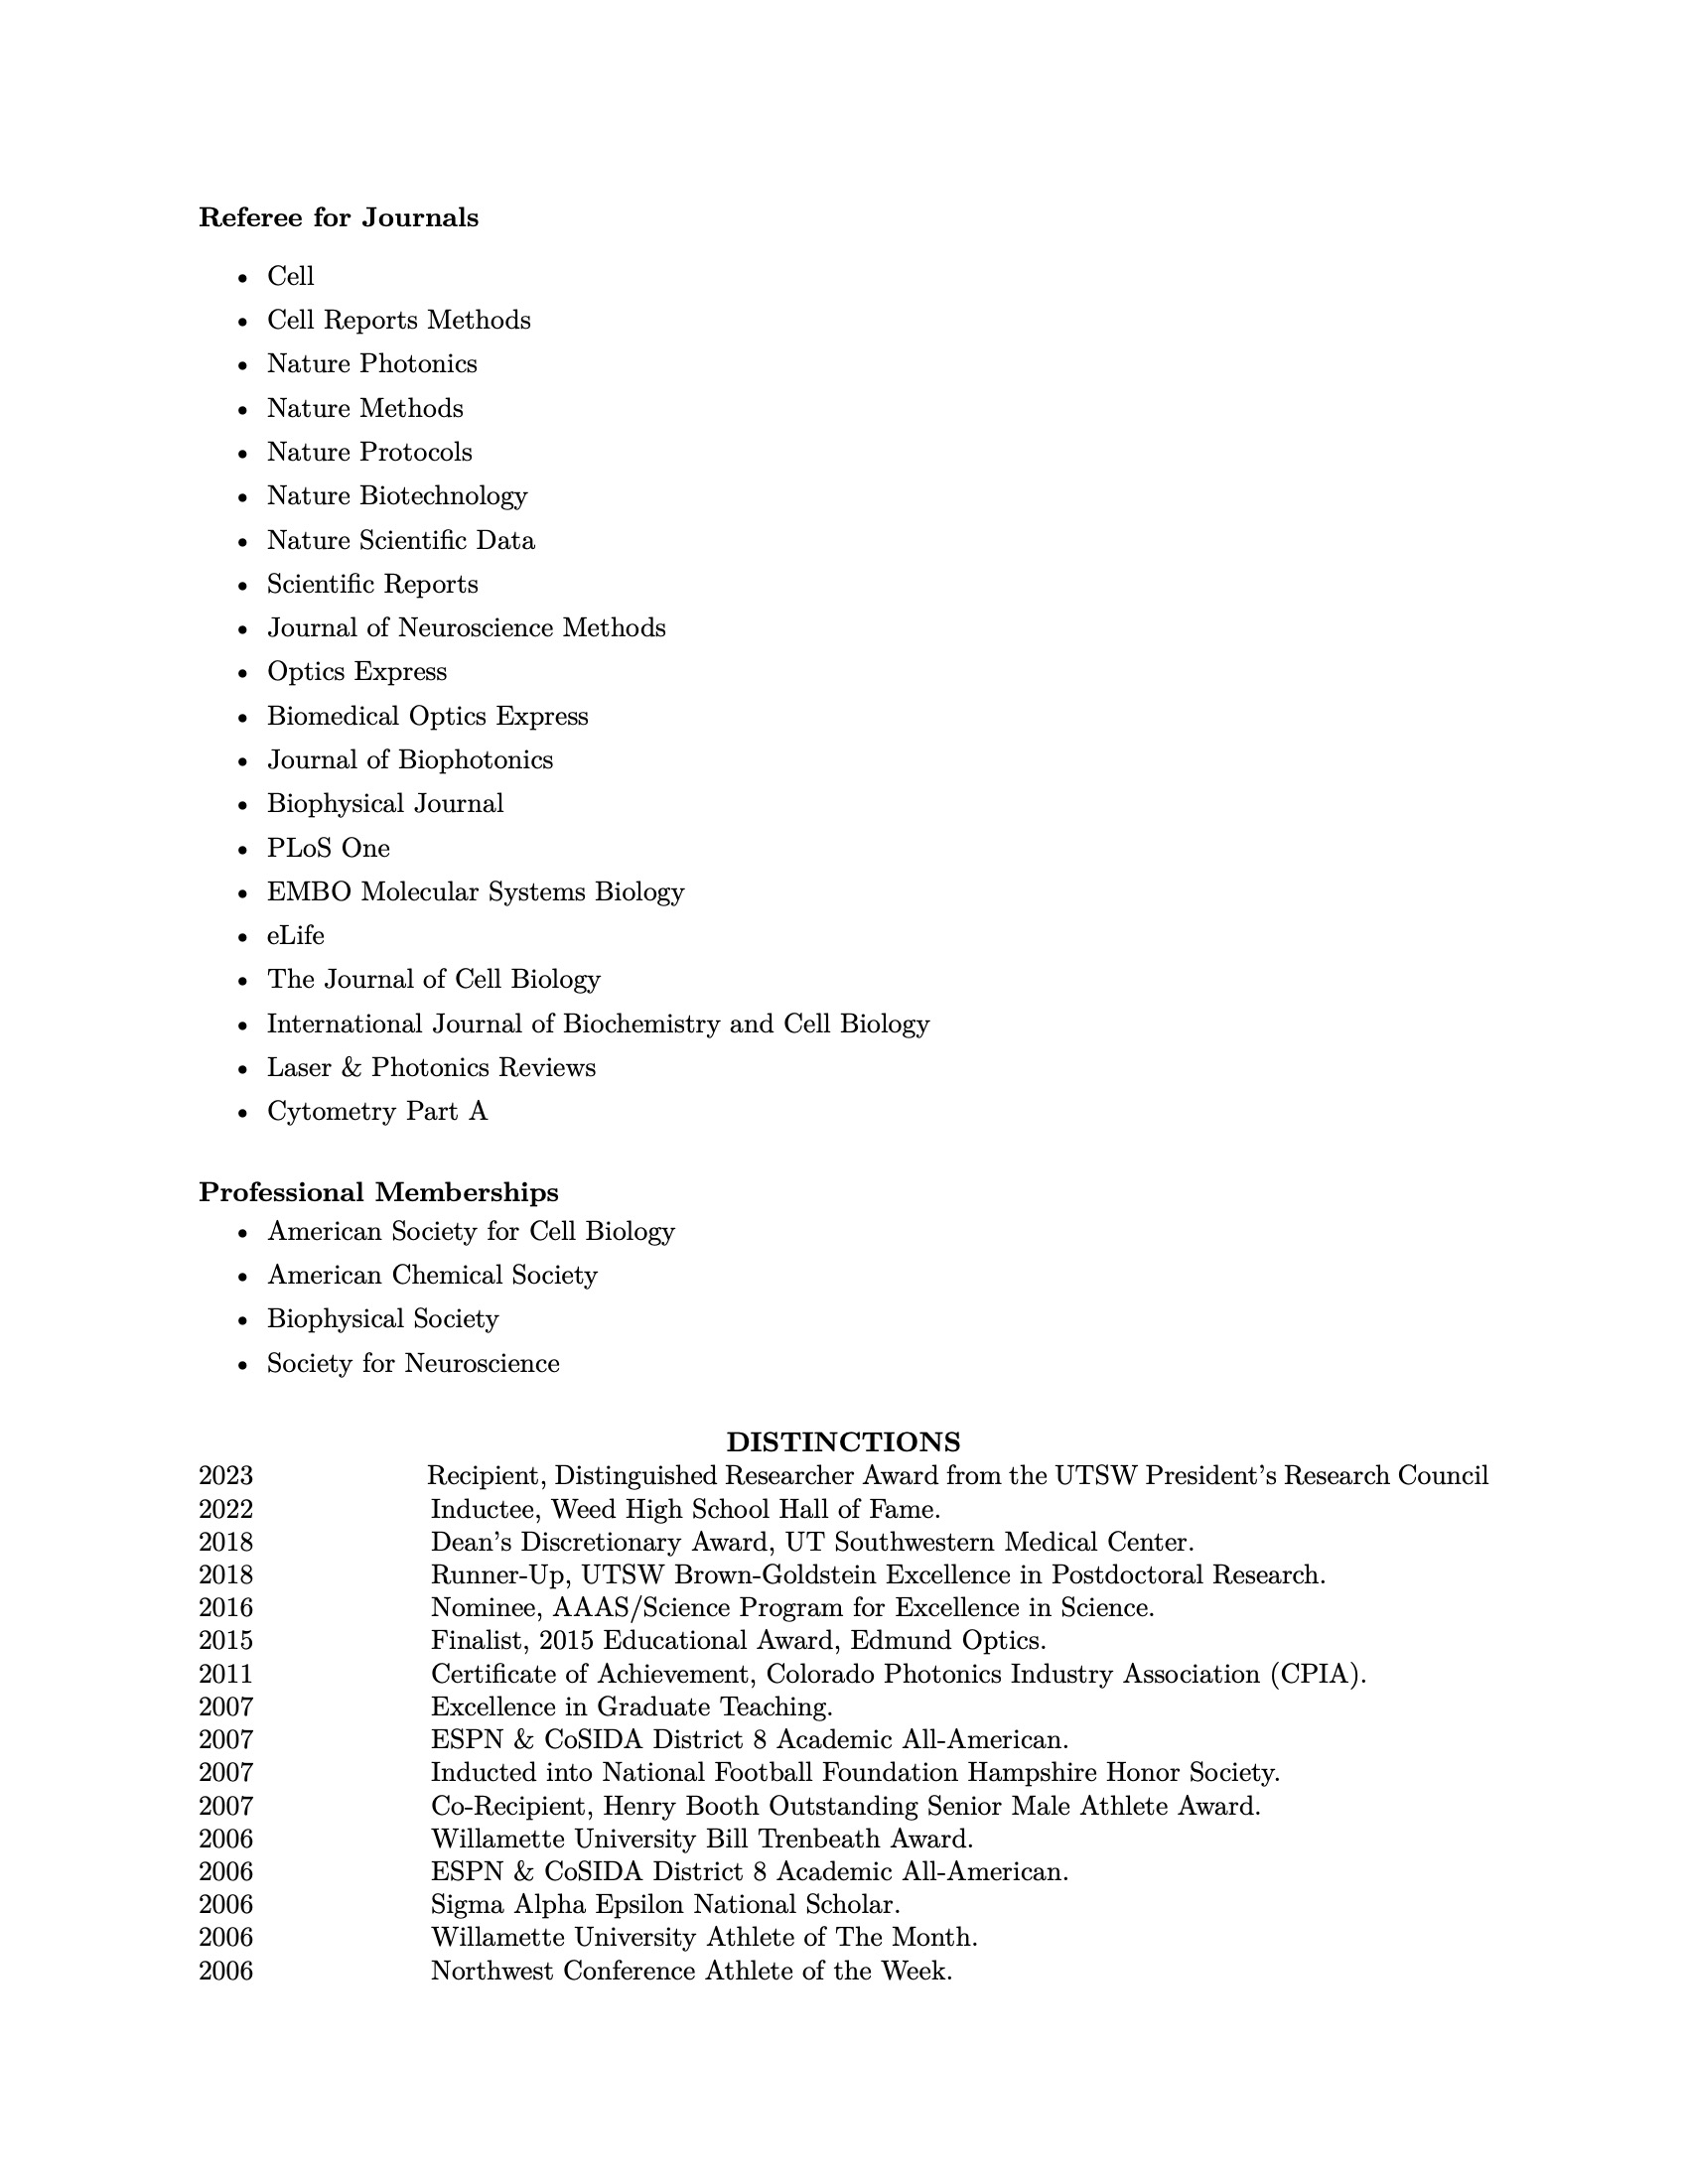 Referee for Journals
• Cell
• Cell Reports Methods
• Nature Photonics
• Nature Methods
• Nature Protocols
• Nature Biotechnology
• Nature Scientific Data
• Scientific Reports
• Journal of Neuroscience Methods
• Optics Express
• Biomedical Optics Express
• Journal of Biophotonics
• Biophysical Journal
• PLoS One
• EMBO Molecular Systems Biology
• eLife
• The Journal of Cell Biology
• International Journal of Biochemistry and Cell Biology
• Laser & Photonics Reviews
• Cytometry Part A
Professional Memberships
• American Society for Cell Biology
• American Chemical Society
• Biophysical Society
• Society for Neuroscience
DISTINCTIONS
2023 Recipient, Distinguished Researcher Award from the UTSW President's Research Council
2022 Inductee, Weed High School Hall of Fame.
2018 Dean's Discretionary Award, UT Southwestern Medical Center.
2018 Runner-Up, UTSW Brown-Goldstein Excellence in Postdoctoral Research.
2016 Nominee, AAAS/Science Program for Excellence in Science.
2015 Finalist, 2015 Educational Award, Edmund Optics.
2011 Certificate of Achievement, Colorado Photonics Industry Association (CPIA).
2007 Excellence in Graduate Teaching.
2007 ESPN & CoSIDA District 8 Academic All-American.
2007 Inducted into National Football Foundation Hampshire Honor Society.
2007 Co-Recipient, Henry Booth Outstanding Senior Male Athlete Award.
2006 Willamette University Bill Trenbeath Award.
2006 ESPN & CoSIDA District 8 Academic All-American.
2006 Sigma Alpha Epsilon National Scholar.
2006 Willamette University Athlete of The Month.
2006 Northwest Conference Athlete of the Week.